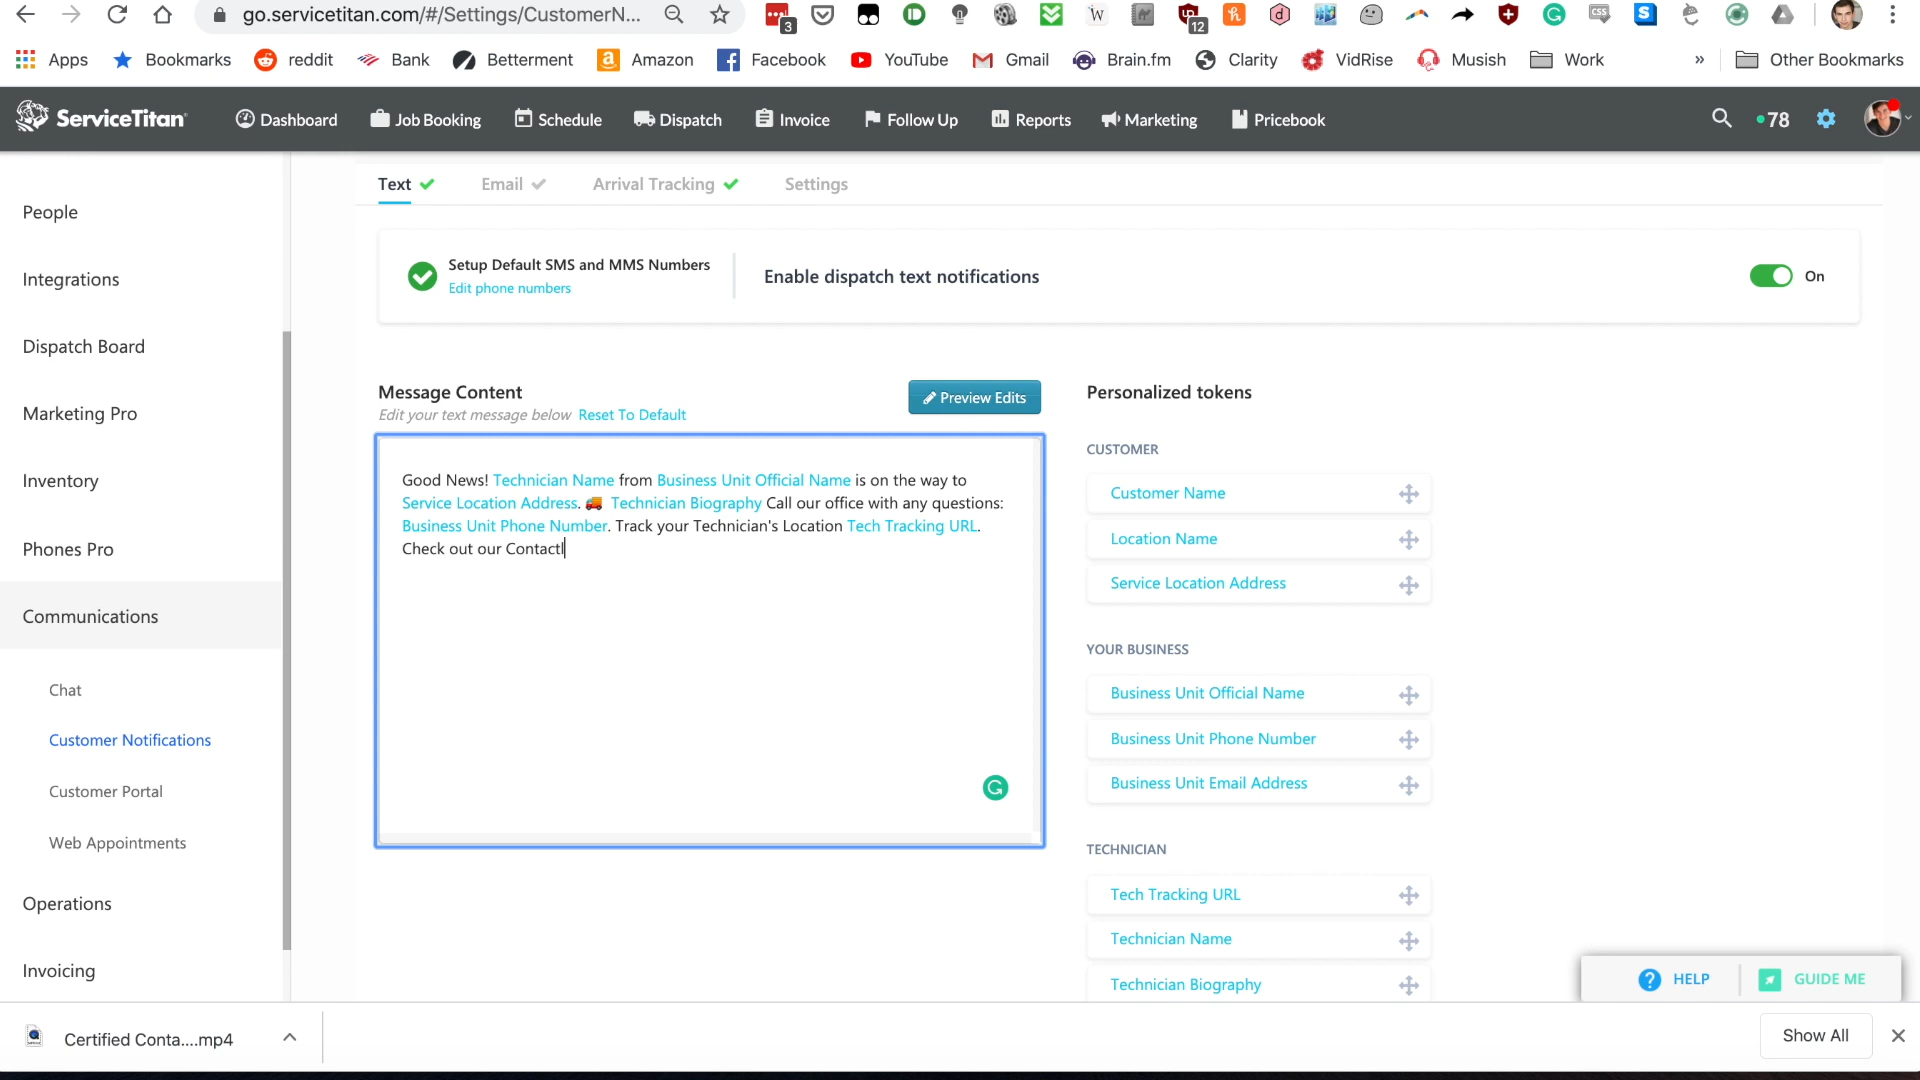 go.servicetitan.com/#/Settings/CustomerN...
3
12
Apps
Bookmarks
reddit
Bank
Betterment
Amazon
Facebook
YouTube
Gmail
Brain.fm
Clarity
VidRise
Musish
Work
»
Other Bookmarks
ServiceTitan
Dashboard
Job Booking
Schedule
Dispatch
Invoice
Follow Up
Reports
Marketing
Pricebook
78
People
Integrations
Dispatch Board
Marketing Pro
Inventory
Phones Pro
Communications
Chat
Customer Notifications
Customer Portal
Web Appointments
Operations
Invoicing
Text
Email
Arrival Tracking
Settings
Setup Default SMS and MMS Numbers
Edit phone numbers
Enable dispatch text notifications
On
Message Content
Edit your text message below Reset To Default
Preview Edits
Good News! Technician Name from Business Unit Official Name is on the way to
Service Location Address. 🚚 Technician Biography Call our office with any questions:
Business Unit Phone Number. Track your Technician's Location Tech Tracking URL.
Check out our Contactl
Personalized tokens
CUSTOMER
Customer Name
Location Name
Service Location Address
YOUR BUSINESS
Business Unit Official Name
Business Unit Phone Number
Business Unit Email Address
TECHNICIAN
Tech Tracking URL
Technician Name
Technician Biography
HELP
GUIDE ME
Certified Conta....mp4
Show All